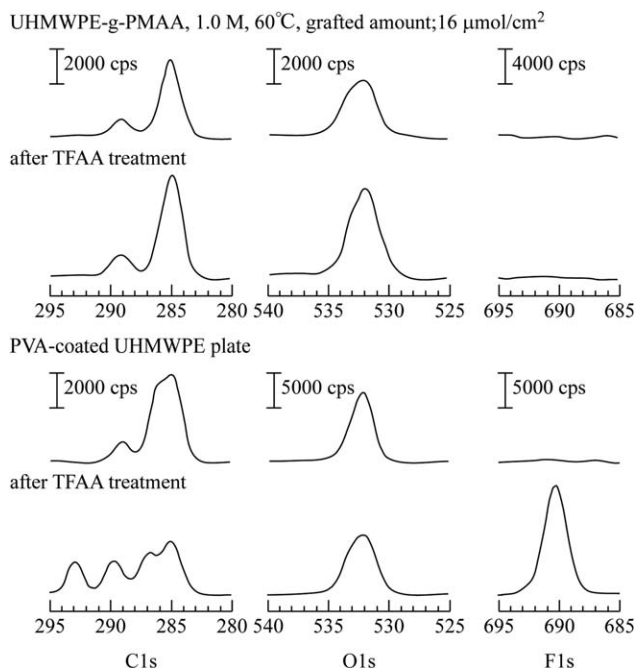 UHMWPE-g-PMAA, 1.0 M, 60℃, grafted amount;16 μmol/cm²
2000 cps 2000 cps 4000 cps
after TFAA treatment
295 290 285 280 540 535 530 525 695 690 685
PVA-coated UHMWPE plate
2000 cps 5000 cps 5000 cps
after TFAA treatment
295 290 285 280 540 535 530 525 695 690 685
C1s O1s F1s